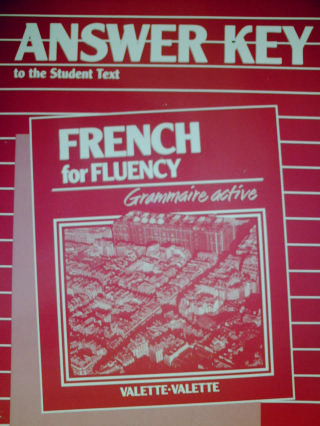 ANSWER KEY
to the Student Text
FRENCH
for FLUENCY
Grammaire active
VALETTE·VALETTE